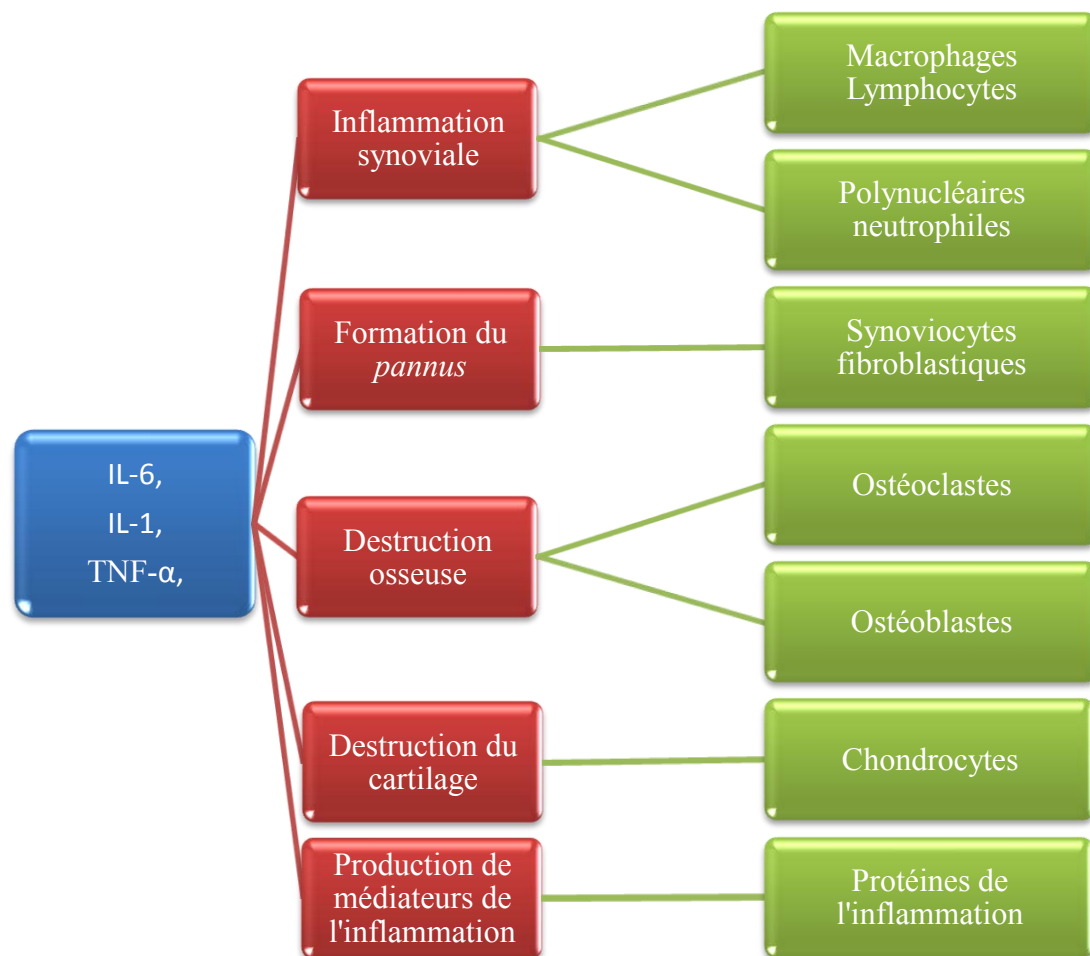 IL-6,
IL-1,
TNF-α,
Inflammation
synoviale
Formation du
pannus
Destruction
osseuse
Destruction du
cartilage
Production de
médiateurs de
l'inflammation
Macrophages
Lymphocytes
Polynucléaires
neutrophiles
Synoviocytes
fibroblastiques
Ostéoclastes
Ostéoblastes
Chondrocytes
Protéines de
l'inflammation